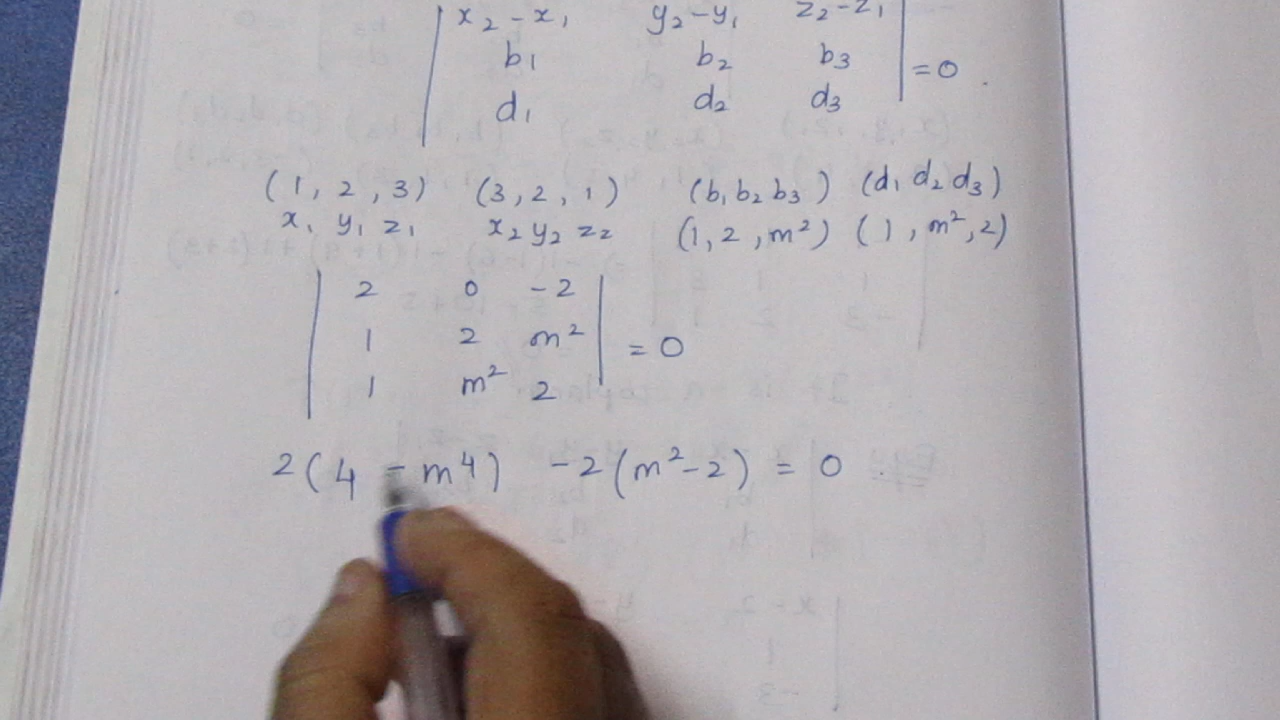 | x₂ - x₁ y₂ - y₁ z₂ - z₁ |
| b₁ b₂ b₃ | = 0 .
| d₁ d₂ d₃ |
(1, 2, 3) (3, 2, 1) (b₁ b₂ b₃) (d₁ d₂ d₃)
x₁ y₁ z₁ x₂ y₂ z₂ (1, 2, m²) (1, m², 2)
| 2 0 -2 |
| 1 2 m² | = 0
| 1 m² 2 |
2(4 - m⁴) -2(m² - 2) = 0